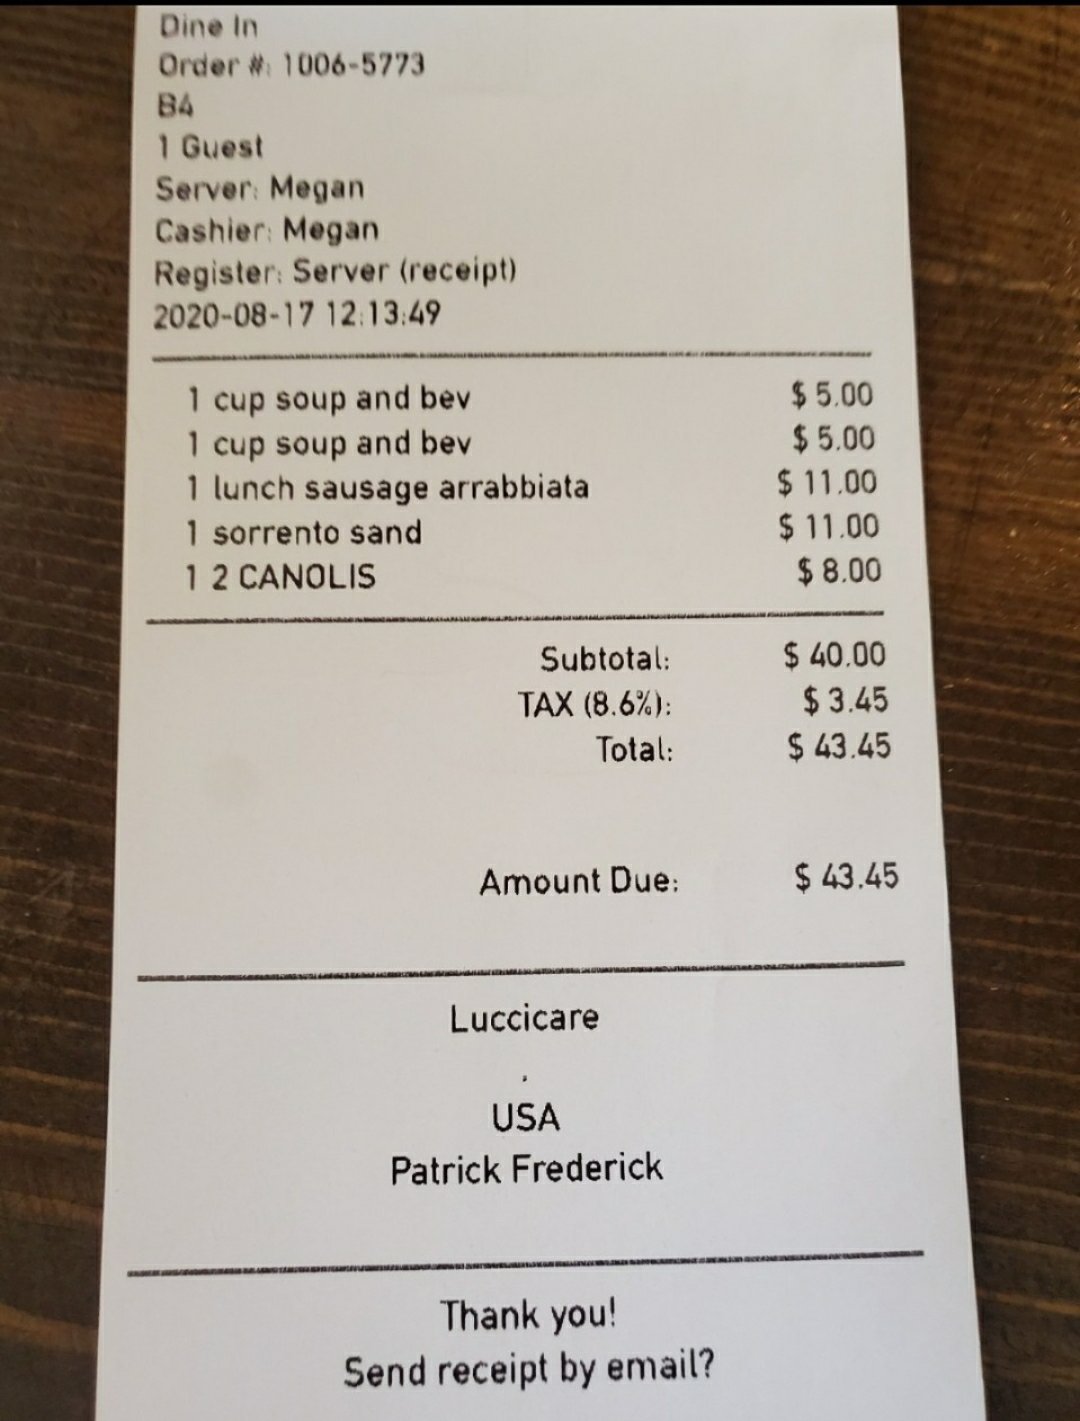 Dine In
Order #: 1006-5773
B4
1 Guest
Server: Megan
Cashier: Megan
Register: Server (receipt)
2020-08-17 12:13:49
1 cup soup and bev $ 5.00
1 cup soup and bev $ 5.00
1 lunch sausage arrabbiata $ 11.00
1 sorrento sand $ 11.00
1 2 CANOLIS $ 8.00
Subtotal: $ 40.00
TAX (8.6%): $ 3.45
Total: $ 43.45
Amount Due: $ 43.45
Luccicare
,
USA
Patrick Frederick
Thank you!
Send receipt by email?